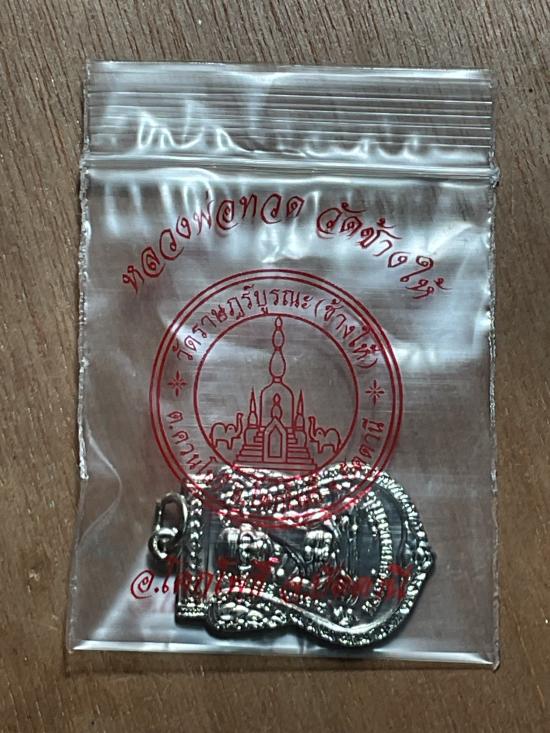 หลวงพ่อทวด วัดช้างให้
วัดราษฎร์บูรณะ(ช้างให้)
อ.โคกโพธิ์ จ.ปัตตานี